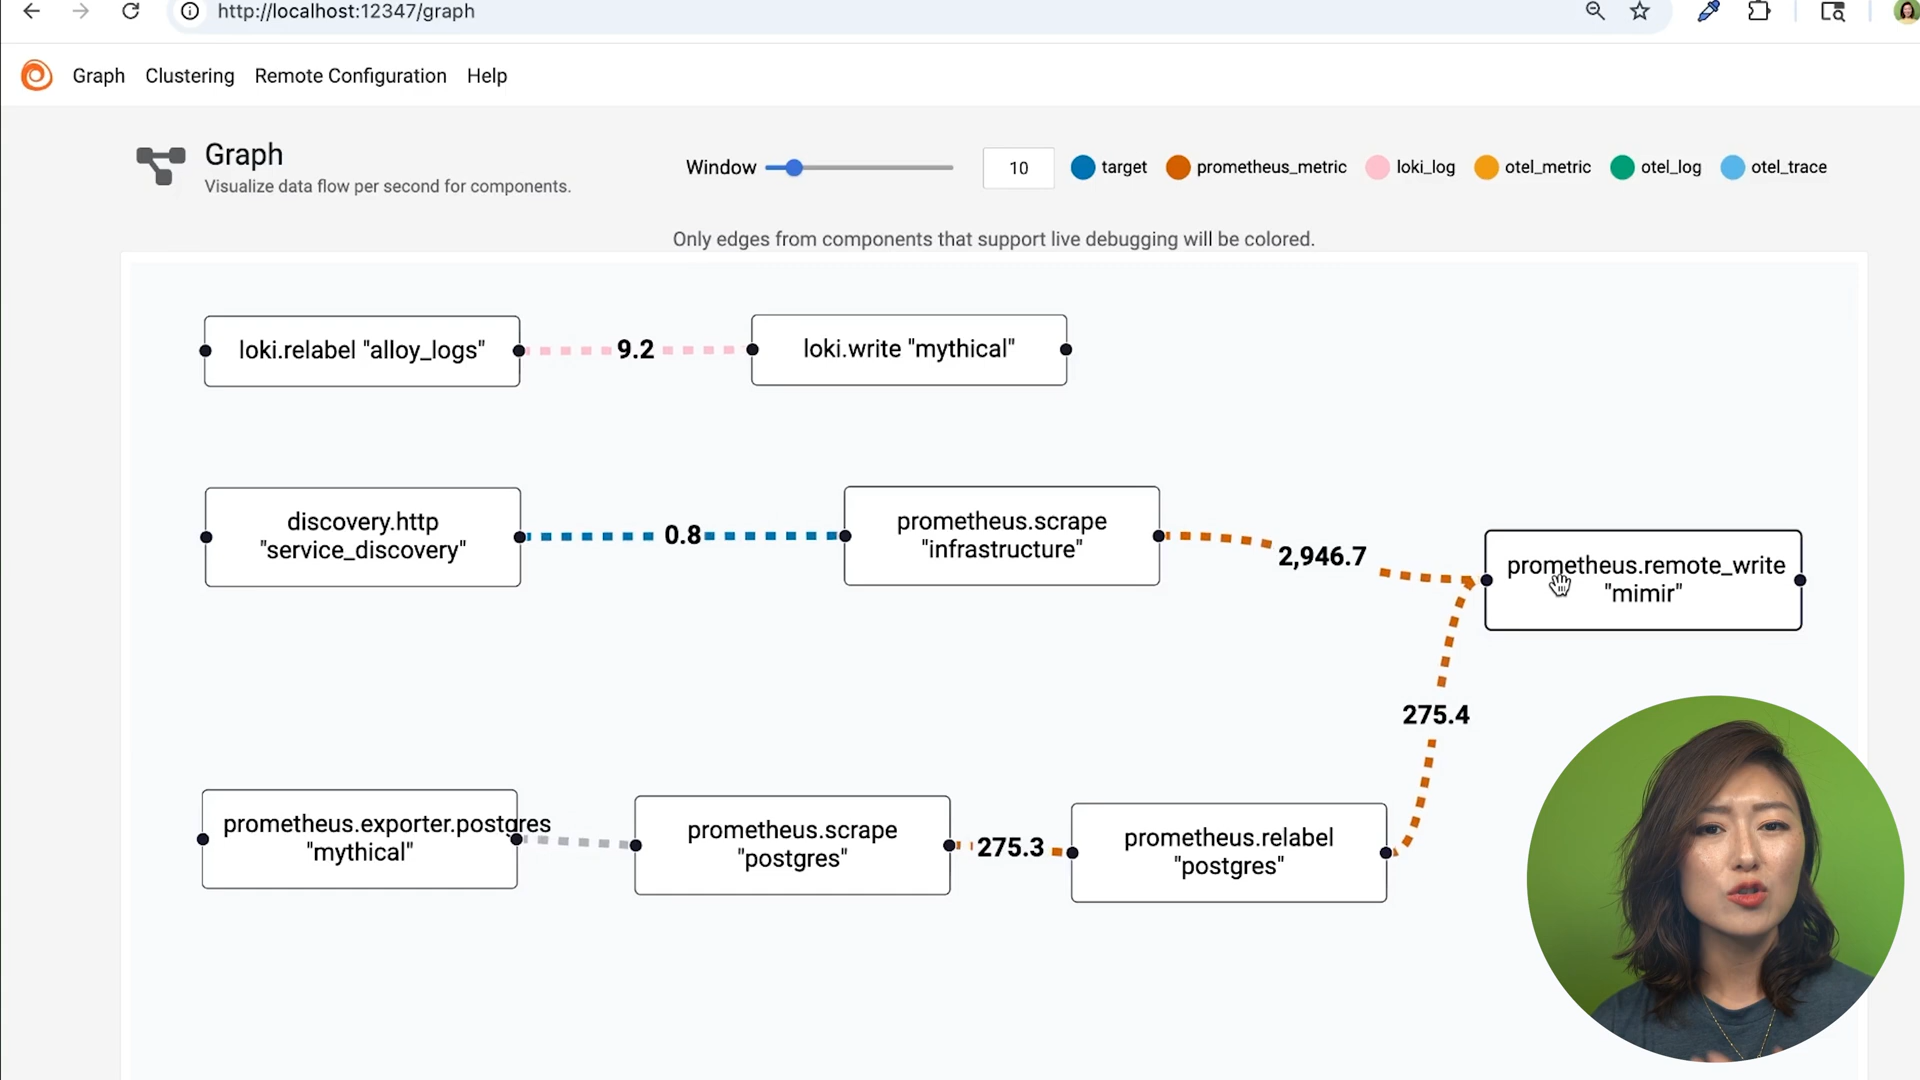 http://localhost:12347/graph
Graph Clustering Remote Configuration Help
Graph
Visualize data flow per second for components.
Window 10 target prometheus_metric loki_log otel_metric otel_log otel_trace
Only edges from components that support live debugging will be colored.
loki.relabel "alloy_logs"
9.2
loki.write "mythical"
discovery.http
"service_discovery"
0.8
prometheus.scrape
"infrastructure"
2,946.7
prometheus.remote_write
"mimir"
275.4
prometheus.exporter.postgres
"mythical"
prometheus.scrape
"postgres"
275.3
prometheus.relabel
"postgres"